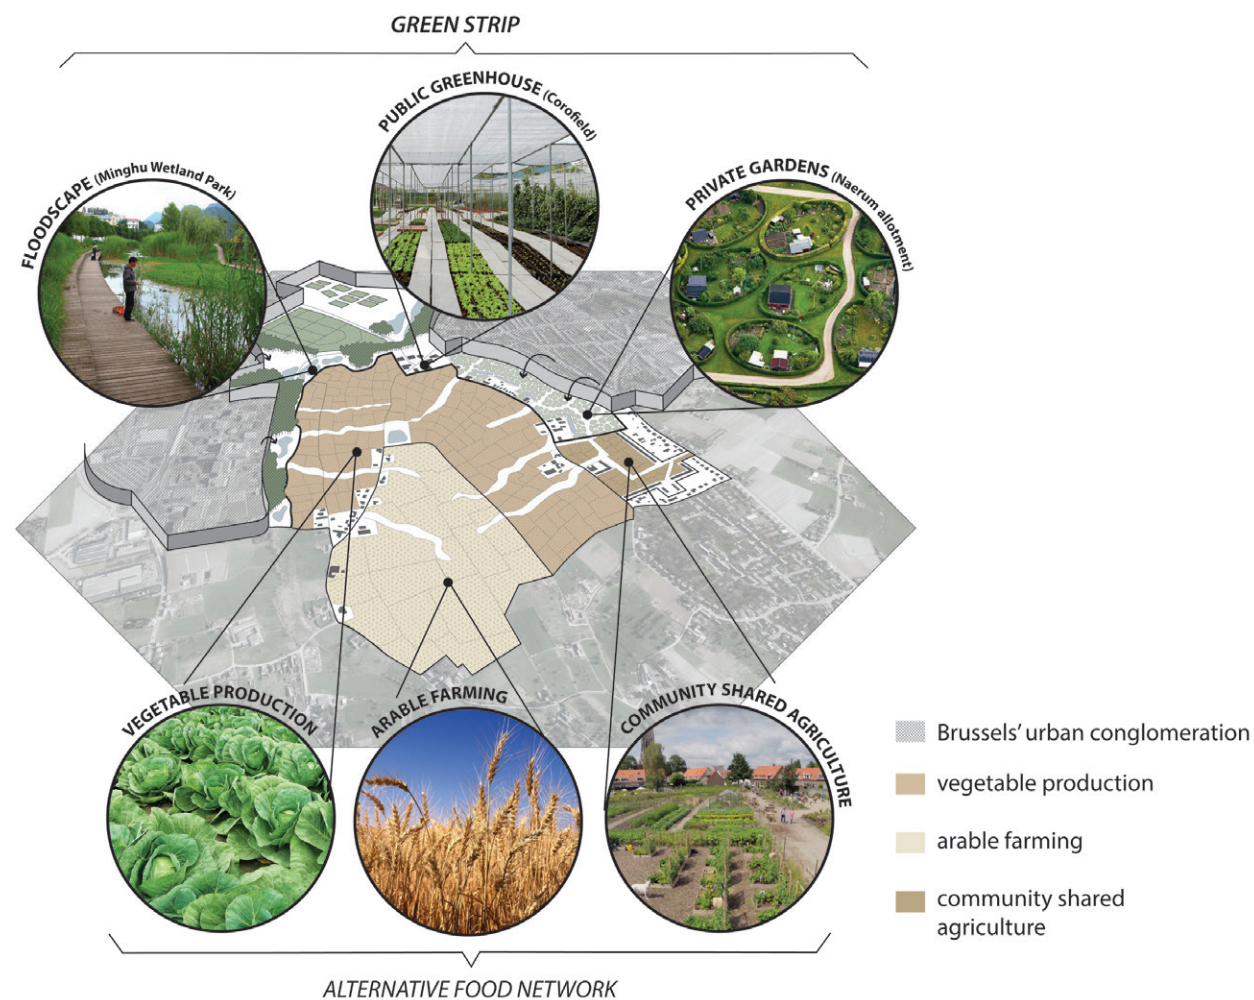 GREEN STRIP
PUBLIC GREENHOUSE (Corofield)
FLOODSCAPE (Minghu Wetland Park)
PRIVATE GARDENS (Naerum allotment)
VEGETABLE PRODUCTION
ARABLE FARMING
COMMUNITY SHARED AGRICULTURE
Brussels' urban conglomeration
vegetable production
arable farming
community shared
agriculture
ALTERNATIVE FOOD NETWORK